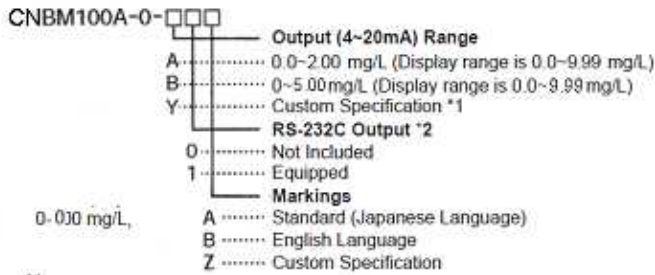 CNBM100A-0-□□□
Output (4~20mA) Range
A ············ 0.0~2.00 mg/L (Display range is 0.0~9.99 mg/L)
B ············ 0~5.00 mg/L (Display range is 0.0~9.99 mg/L)
Y ············ Custom Specification *1
RS-232C Output *2
0 ············ Not Included
1 ············ Equipped
Markings
A ········ Standard (Japanese Language)
B ········ English Language
Z ········ Custom Specification
mg/L,